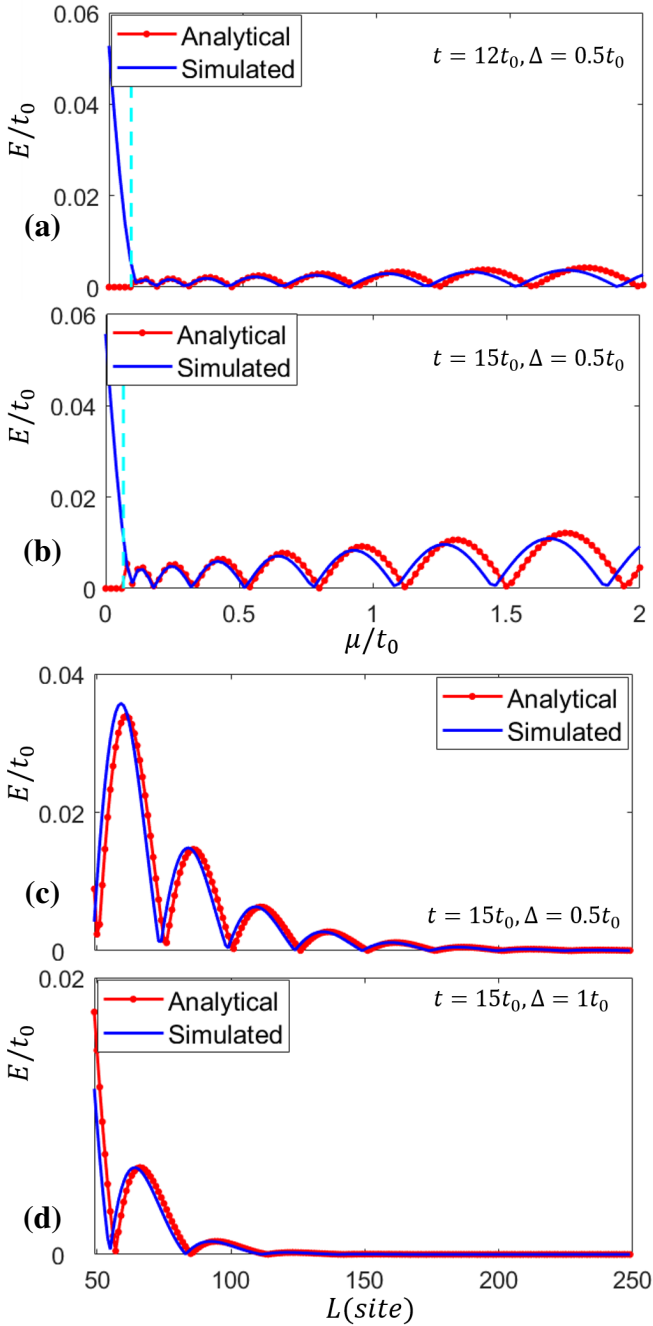 0.06
Analytical
Simulated
t = 12t₀, Δ = 0.5t₀
0.04
E/t₀
0.02
(a)
0
0.06
Analytical
Simulated
t = 15t₀, Δ = 0.5t₀
0.04
E/t₀
0.02
(b)
0
0 0.5 1 1.5 2
μ/t₀
0.04
Analytical
Simulated
E/t₀
0.02
(c)
t = 15t₀, Δ = 0.5t₀
0
0.02
Analytical
Simulated
t = 15t₀, Δ = 1t₀
E/t₀
(d)
0
50 100 150 200 250
L(site)